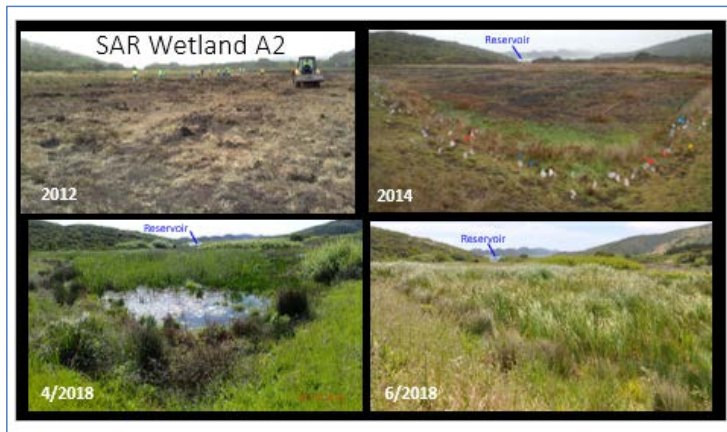 SAR Wetland A2
2012
Reservoir
2014
Reservoir
4/2018
Reservoir
6/2018